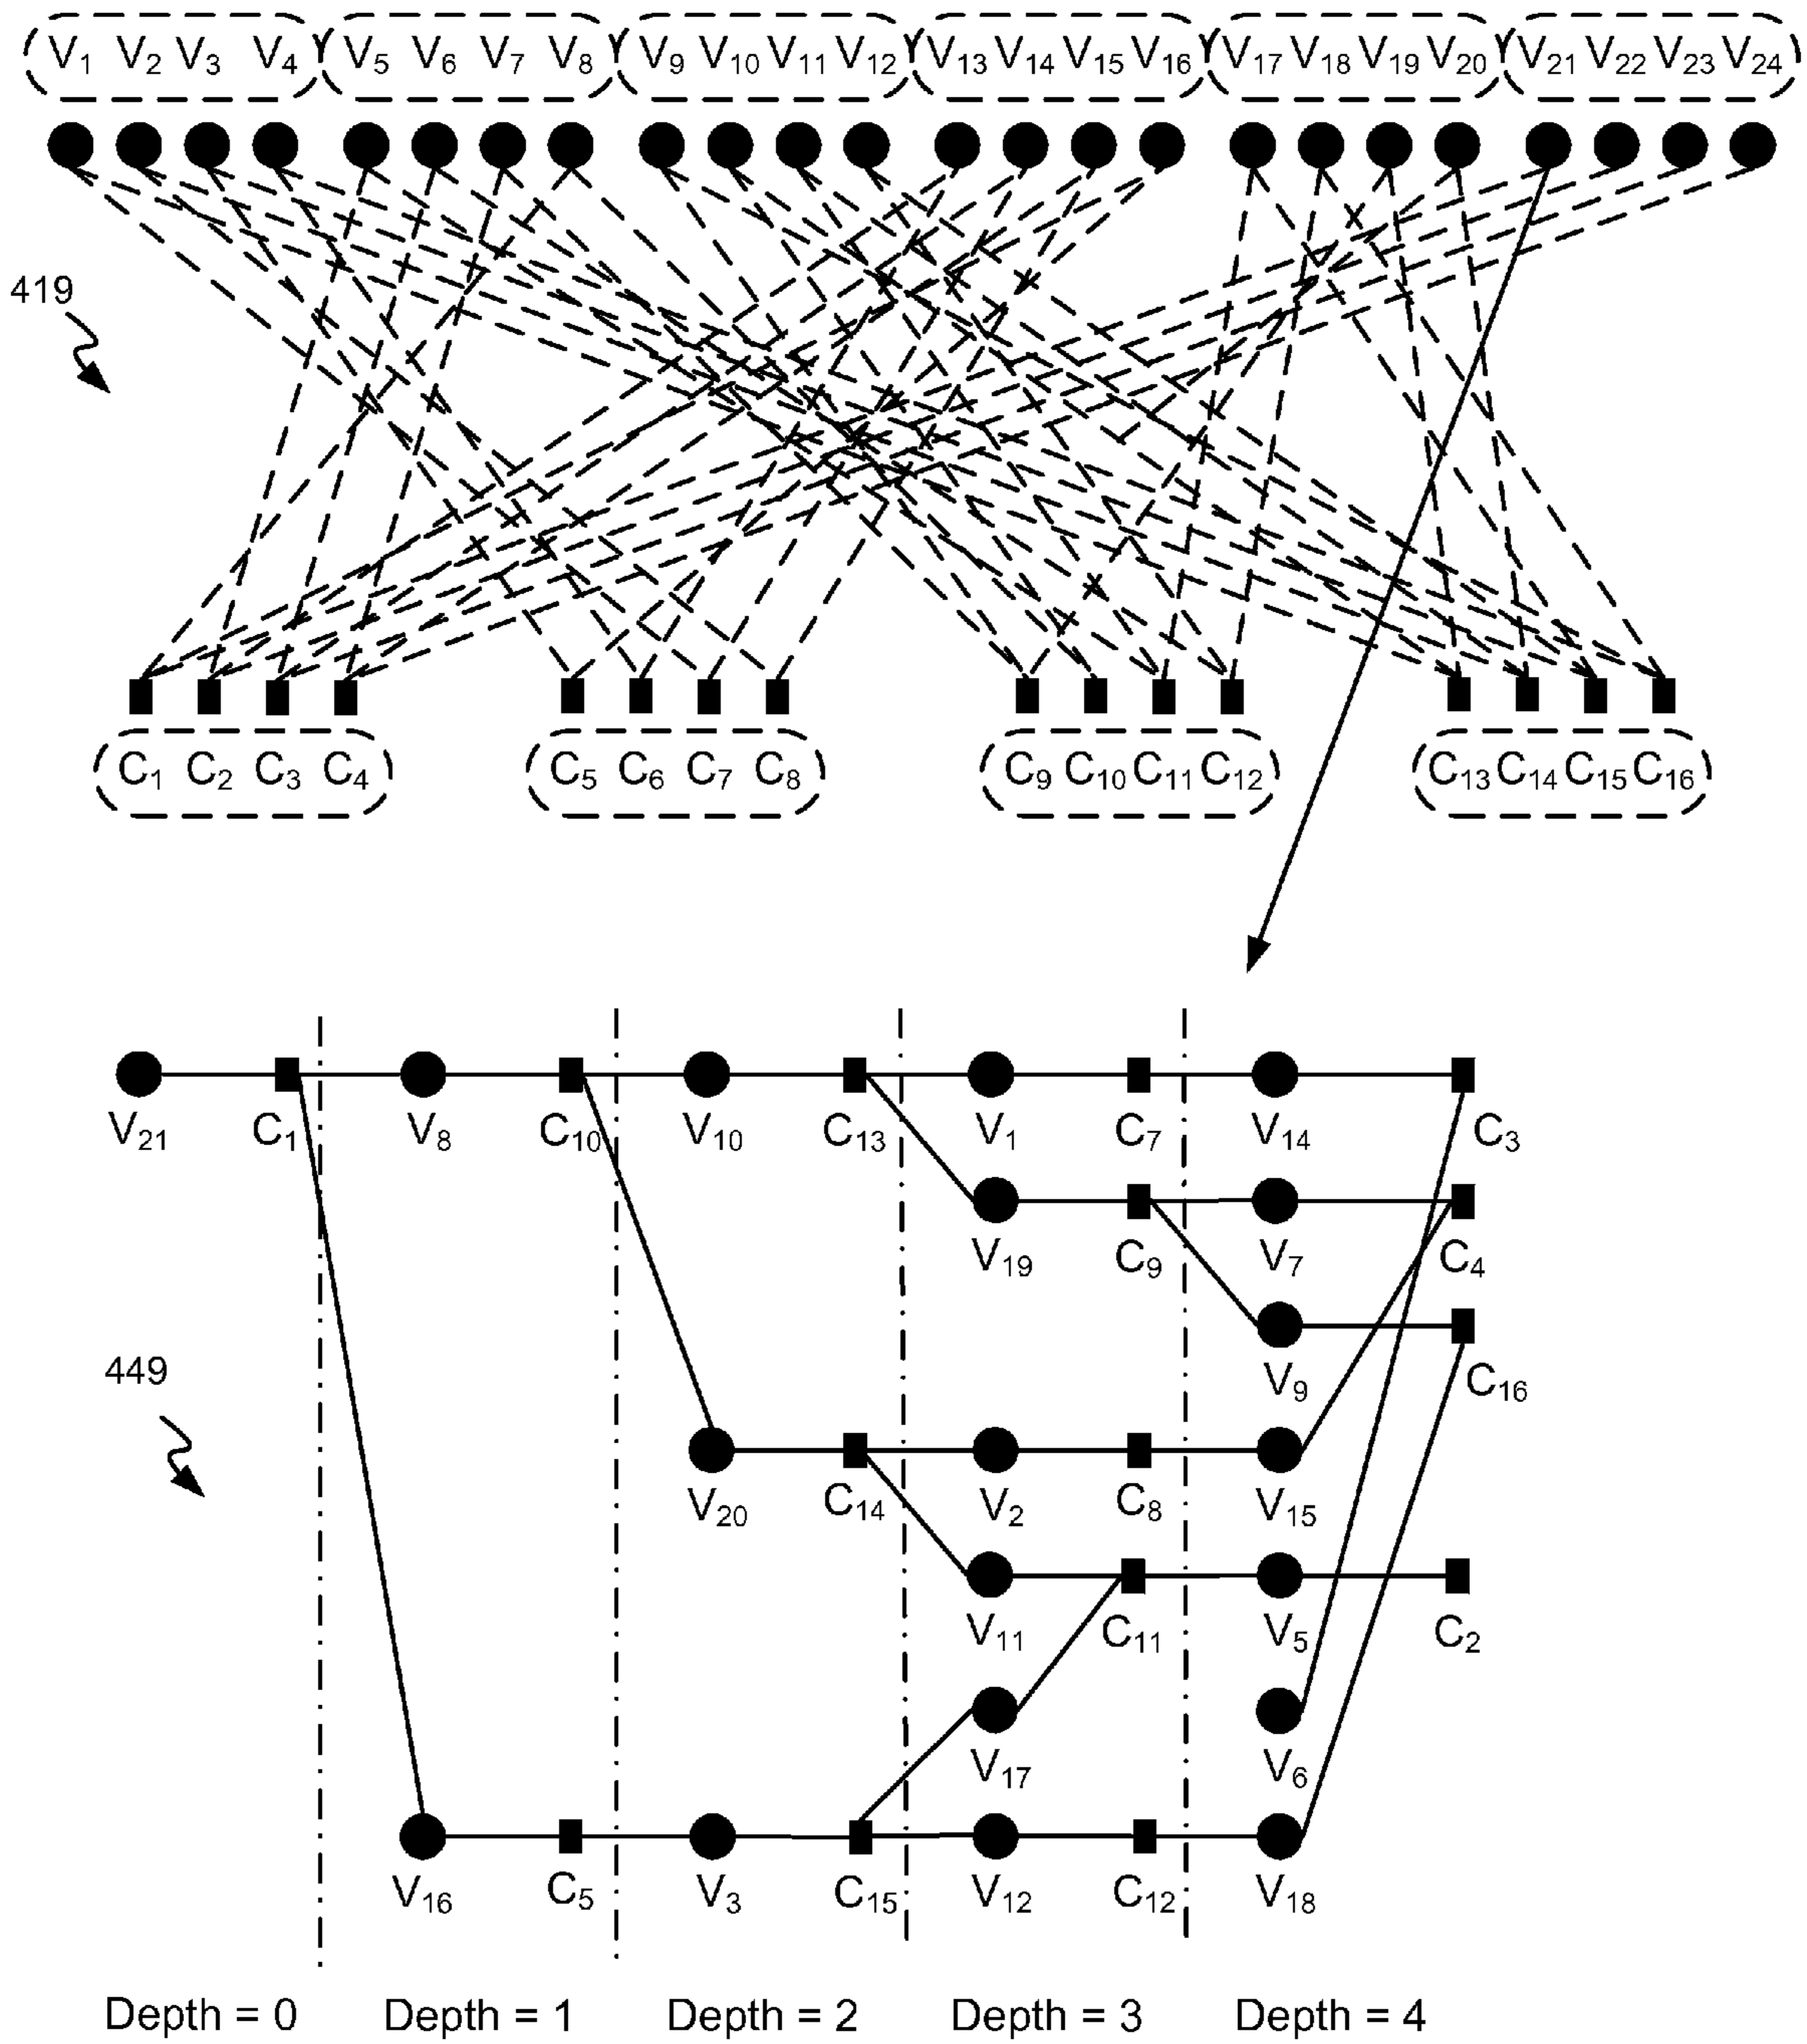 V1 V2 V3 V4 V5 V6 V7 V8 V9 V10 V11 V12 V13 V14 V15 V16 V17 V18 V19 V20 V21 V22 V23 V24
419
C1 C2 C3 C4 C5 C6 C7 C8 C9 C10 C11 C12 C13 C14 C15 C16
V21 C1 V8 C10 V10 C13 V1 C7 V14 C3
V19 C9 V7 C4
449
V9 C16
V20 C14 V2 C8 V15
V11 C11 V5 C2
V17 V6
V16 C5 V3 C15 V12 C12 V18
Depth = 0 Depth = 1 Depth = 2 Depth = 3 Depth = 4